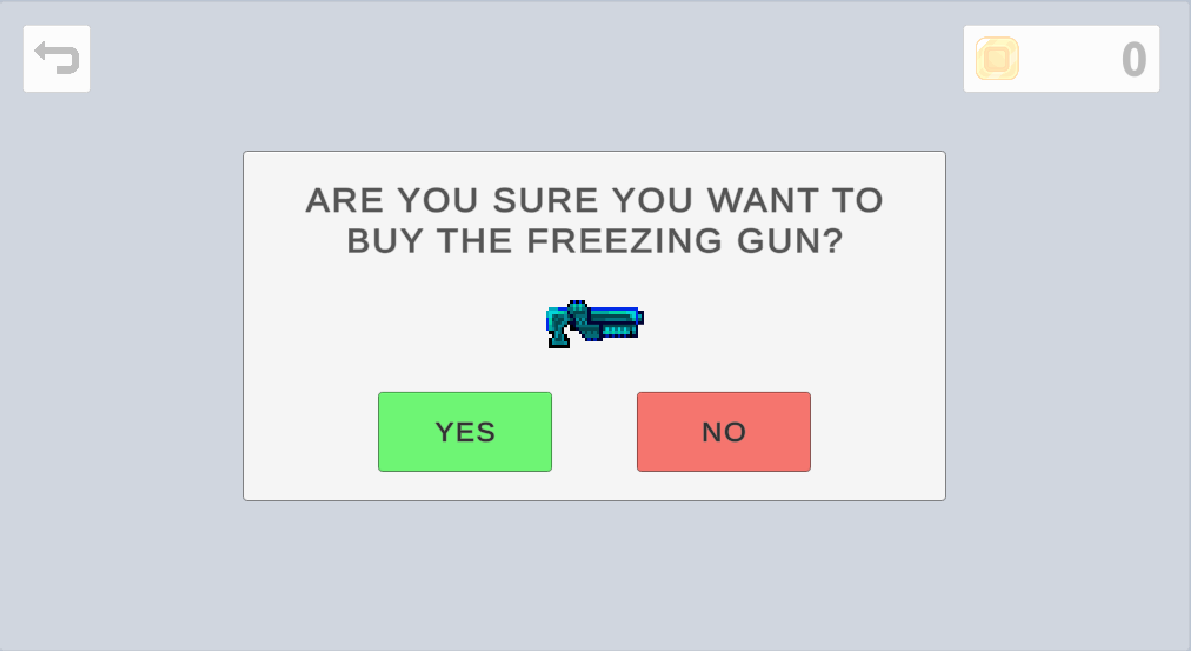 0
ARE YOU SURE YOU WANT TO
BUY THE FREEZING GUN?
YES
NO